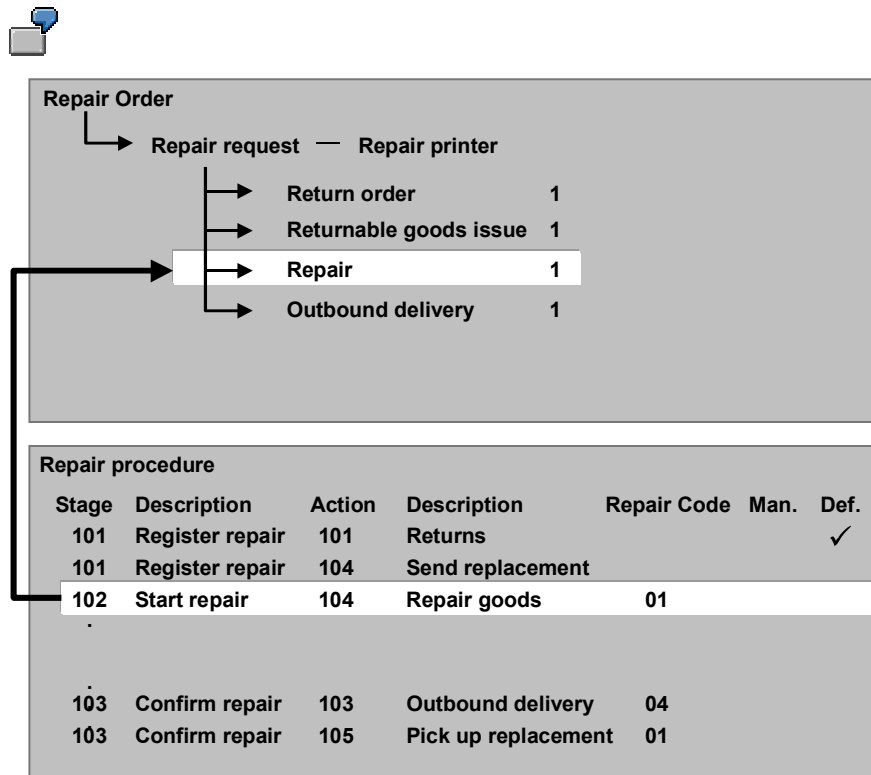 Repair Order
Repair request — Repair printer
Return order 1
Returnable goods issue 1
Repair 1
Outbound delivery 1
Repair procedure
Stage Description Action Description Repair Code Man. Def.
101 Register repair 101 Returns ✓
101 Register repair 104 Send replacement
102 Start repair 104 Repair goods 01
.
.
103 Confirm repair 103 Outbound delivery 04
.
103 Confirm repair 105 Pick up replacement 01